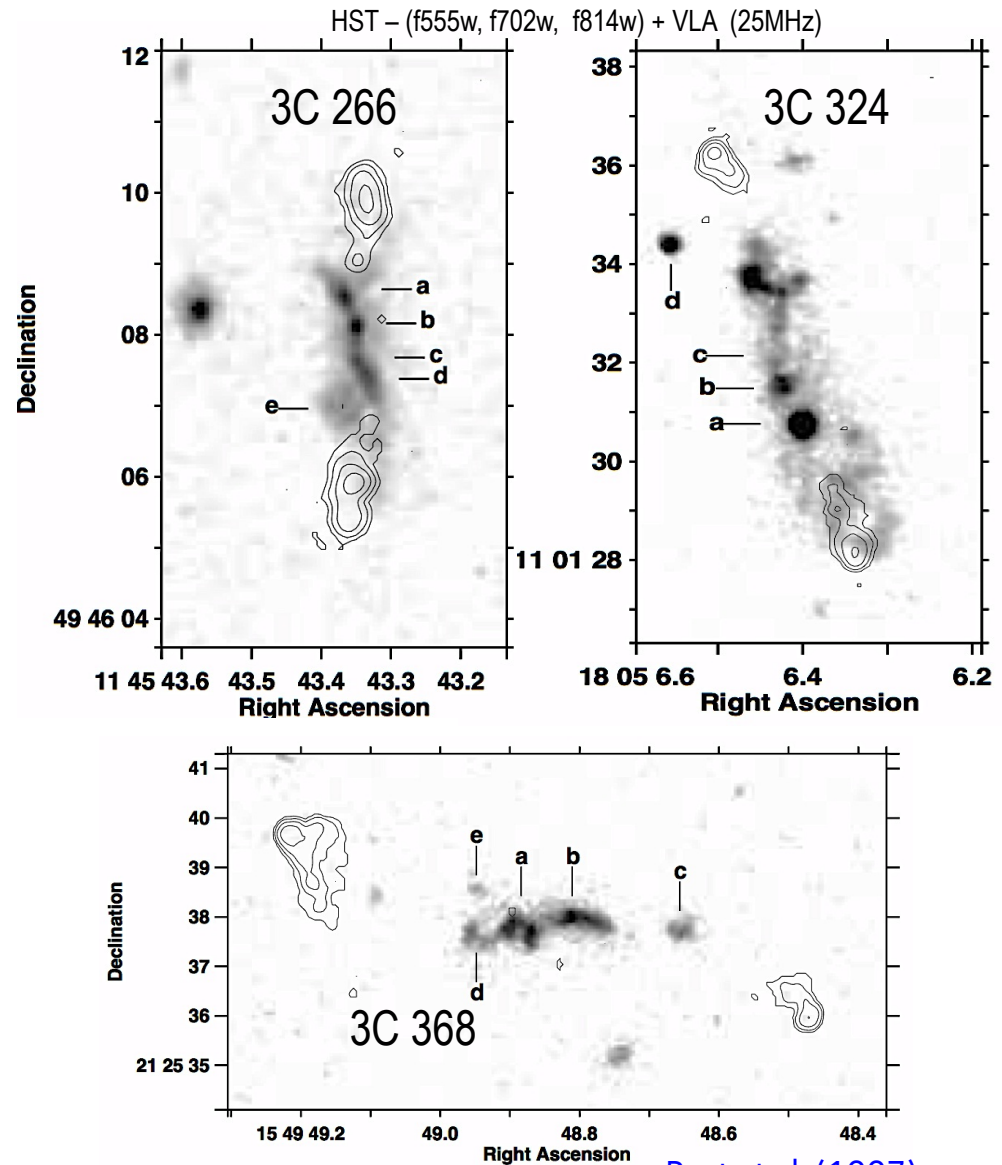 HST – (f555w, f702w, f814w) + VLA (25MHz)
3C 266
12
10
08
06
49 46 04
Declination
a
b
c
d
e
11 45 43.6 43.5 43.4 43.3 43.2
Right Ascension
3C 324
38
36
34
32
30
11 01 28
d
c
b
a
18 05 6.6 6.4 6.2
Right Ascension
41
40
39
38
37
36
21 25 35
Declination
e
a
b
c
d
3C 368
15 49 49.2 49.0 48.8 48.6 48.4
Right Ascension
(1997)